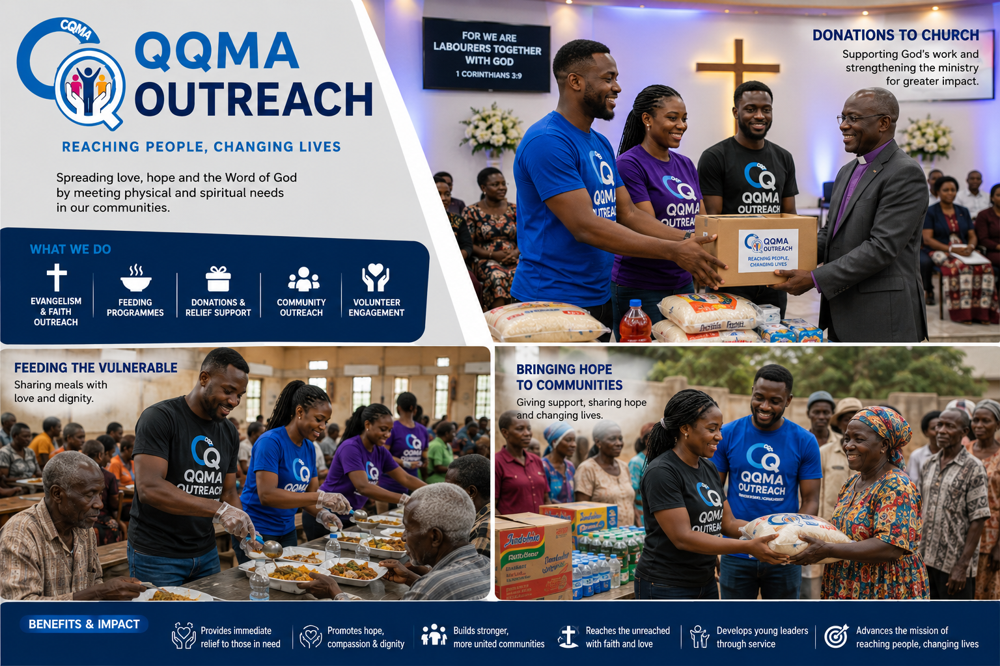 CQMA
QQMA
OUTREACH
REACHING PEOPLE, CHANGING LIVES
Spreading love, hope and the Word of God
by meeting physical and spiritual needs
in our communities.
WHAT WE DO
EVANGELISM
& FAITH
OUTREACH
FEEDING
PROGRAMMES
DONATIONS &
RELIEF SUPPORT
COMMUNITY
OUTREACH
VOLUNTEER
ENGAGEMENT
FOR WE ARE
LABOURERS TOGETHER
WITH GOD
1 CORINTHIANS 3:9
DONATIONS TO CHURCH
Supporting God's work and
strengthening the ministry
for greater impact.
QQMA
OUTREACH
QQMA
OUTREACH
QQMA
OUTREACH
QQMA
OUTREACH
REACHING PEOPLE,
CHANGING LIVES
FEEDING THE VULNERABLE
Sharing meals with
love and dignity.
QQMA
OUTREACH
QQMA
OUTREACH
BRINGING HOPE
TO COMMUNITIES
Giving support, sharing hope
and changing lives.
QQMA
OUTREACH
QQMA
OUTREACH
Indomie
BENEFITS & IMPACT
Provides immediate
relief to those in need
Promotes hope,
compassion & dignity
Builds stronger,
more united communities
Reaches the unreached
with faith and love
Develops young leaders
through service
Advances the mission of
reaching people, changing lives